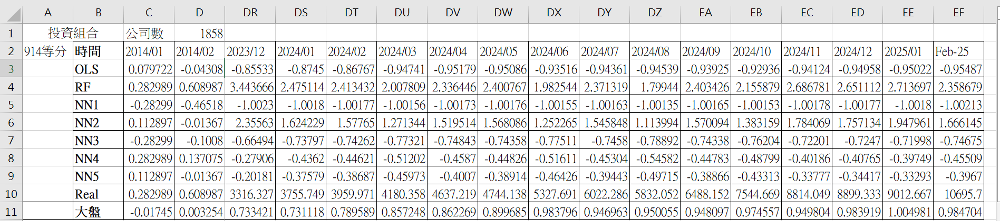 A B C D DR DS DT DU DV DW DX DY DZ EA EB EC ED EE EF
1 投資組合 公司數 1858
2 914等分 時間 2014/01 2014/02 2023/12 2024/01 2024/02 2024/03 2024/04 2024/05 2024/06 2024/07 2024/08 2024/09 2024/10 2024/11 2024/12 2025/01 Feb-25
3 OLS 0.079722 -0.04308 -0.85533 -0.8745 -0.86767 -0.94741 -0.95179 -0.95086 -0.93516 -0.94361 -0.94539 -0.93925 -0.92936 -0.94124 -0.94958 -0.95022 -0.95487
4 RF 0.282989 0.608987 3.443666 2.475114 2.413432 2.007809 2.336446 2.400767 1.982544 2.371319 1.79944 2.403426 2.155879 2.686781 2.651112 2.713697 2.358679
5 NN1 -0.28299 -0.46518 -1.0023 -1.0018 -1.00177 -1.00156 -1.00173 -1.00176 -1.00155 -1.00163 -1.00135 -1.00165 -1.00153 -1.00178 -1.00177 -1.0018 -1.00213
6 NN2 0.112897 -0.01367 2.35563 1.624229 1.57765 1.271344 1.519514 1.568086 1.252265 1.545848 1.113994 1.570094 1.383159 1.784069 1.757134 1.947961 1.666145
7 NN3 -0.28299 -0.1008 -0.66494 -0.73797 -0.74262 -0.77321 -0.74843 -0.74358 -0.77511 -0.7458 -0.78892 -0.74338 -0.76204 -0.72201 -0.7247 -0.71998 -0.74675
8 NN4 0.282989 0.137075 -0.27906 -0.4362 -0.44621 -0.51202 -0.4587 -0.44826 -0.51611 -0.45304 -0.54582 -0.44783 -0.48799 -0.40186 -0.40765 -0.39749 -0.45509
9 NN5 0.112897 -0.01367 -0.20181 -0.37579 -0.38687 -0.45973 -0.4007 -0.38914 -0.46426 -0.39443 -0.49715 -0.38866 -0.43313 -0.33777 -0.34417 -0.33293 -0.3967
10 Real 0.282989 0.608987 3316.327 3755.749 3959.971 4180.358 4637.219 4744.138 5327.691 6022.286 5832.052 6488.152 7544.669 8814.049 8899.333 9012.667 10695.7
11 大盤 -0.01745 0.003254 0.733421 0.731118 0.789589 0.857248 0.862269 0.899685 0.983796 0.946963 0.950055 0.948097 0.974557 0.949804 0.983919 1.004981 0.984704